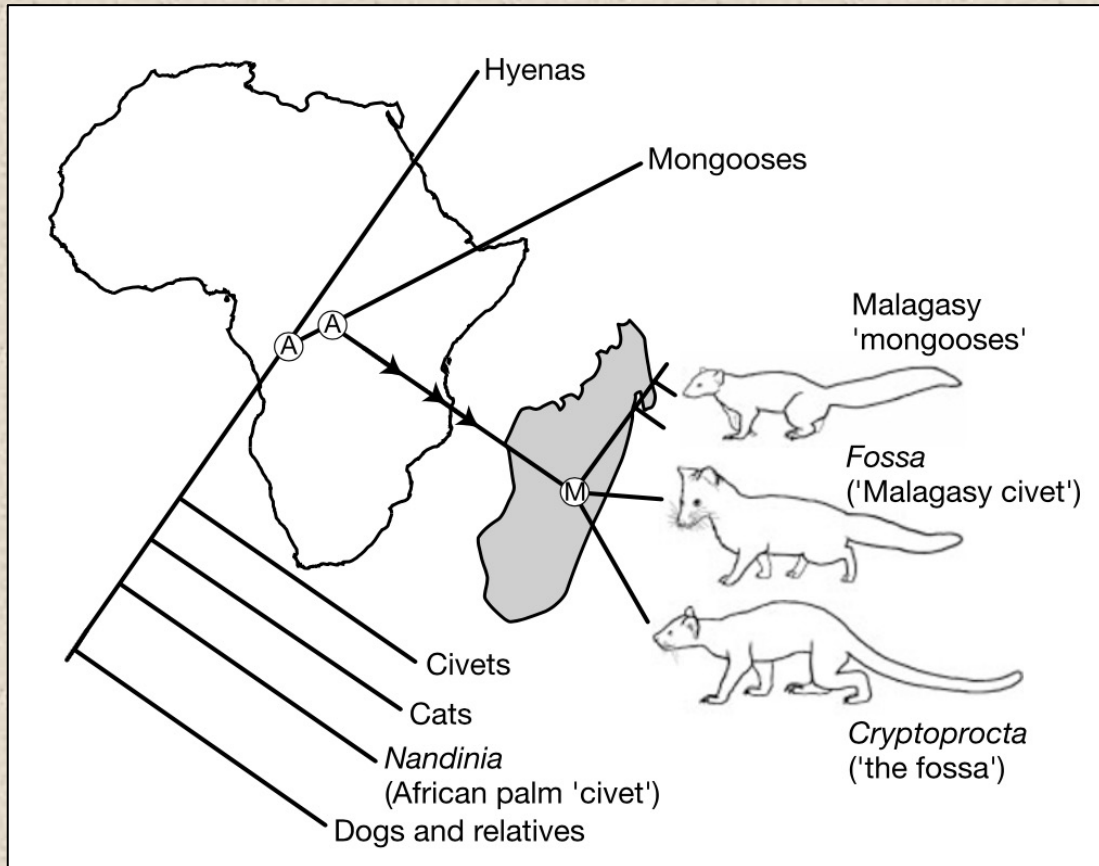 Hyenas
Mongooses
A
A
Malagasy
'mongooses'
Fossa
('Malagasy civet')
M
Civets
Cats
Nandinia
(African palm 'civet')
Dogs and relatives
Cryptoprocta
('the fossa')